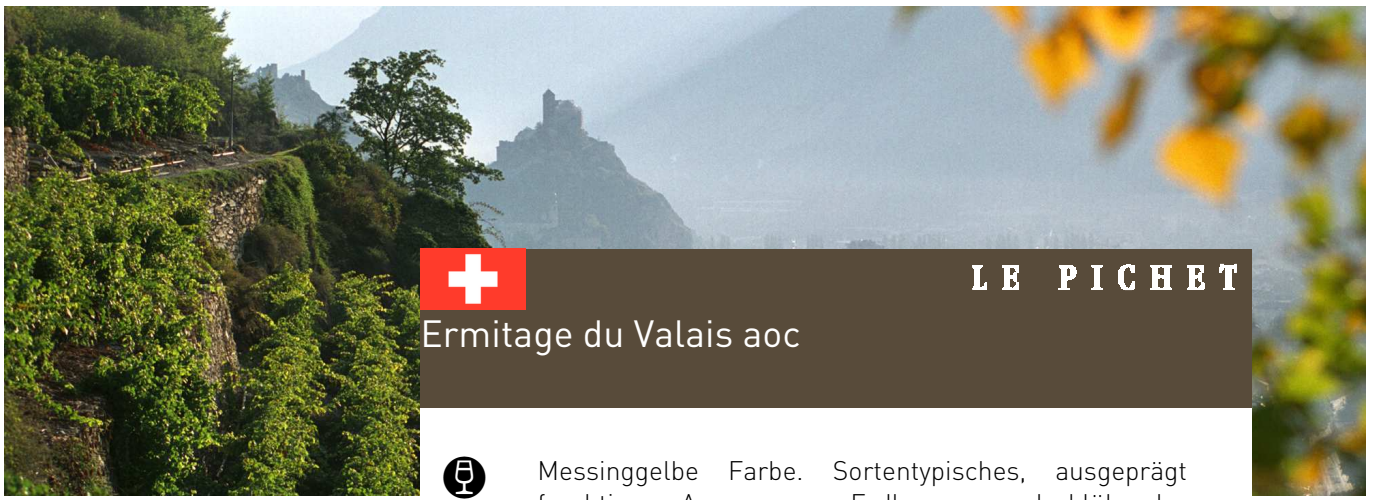 LE PICHET
Ermitage du Valais aoc
Messinggelbe Farbe. Sortentypisches, ausgeprägt